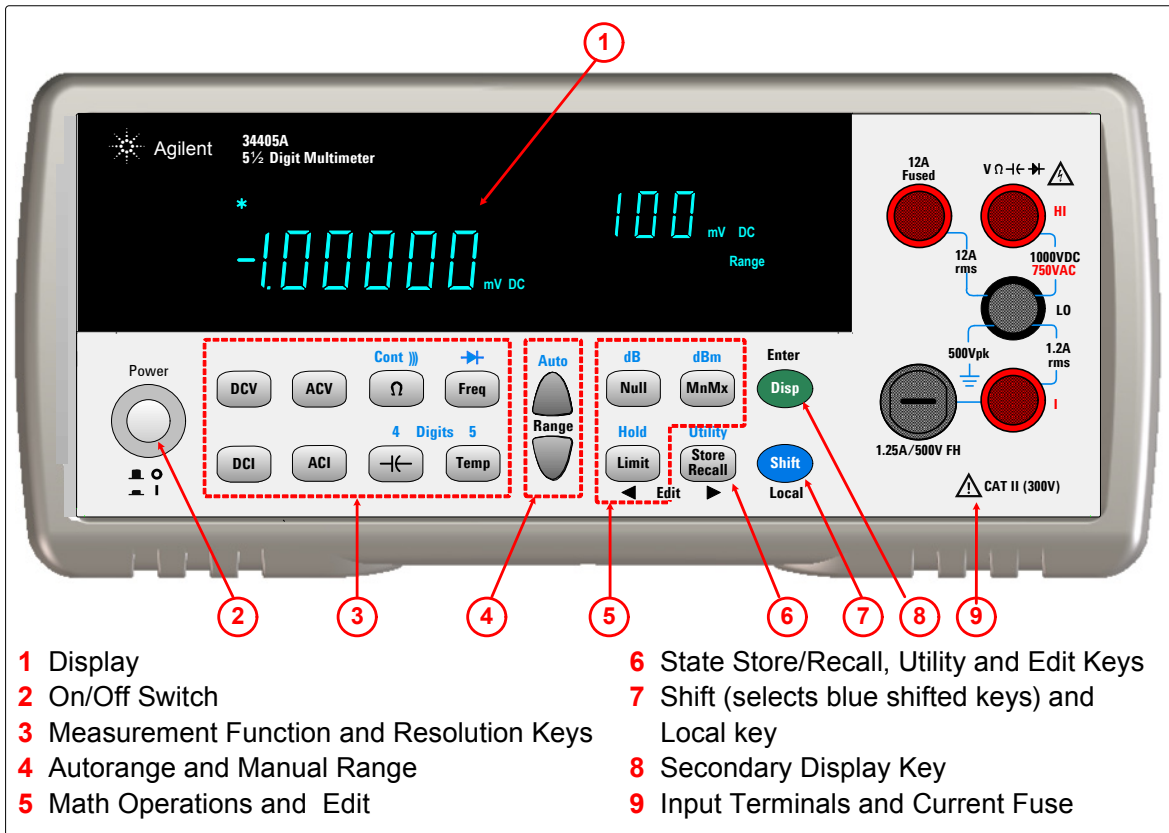 1
Agilent
34405A
5½ Digit Multimeter
*
-1.00000 mV DC
100 mV DC
Range
12A
Fused
V Ω
HI
12A
rms
1000VDC
750VAC
LO
500Vpk
1.2A
rms
I
1.25A/500V FH
CAT II (300V)
Power
O
I
Cont )))
DCV
ACV
Ω
Freq
4 Digits 5
DCI
ACI
Temp
Auto
Range
dB
dBm
Null
MnMx
Hold
Utility
Limit
Store
Recall
◀ Edit ▶
Enter
Disp
Shift
Local
2
3
4
5
6
7
8
9
1 Display
2 On/Off Switch
3 Measurement Function and Resolution Keys
4 Autorange and Manual Range
5 Math Operations and Edit
6 State Store/Recall, Utility and Edit Keys
7 Shift (selects blue shifted keys) and
Local key
8 Secondary Display Key
9 Input Terminals and Current Fuse